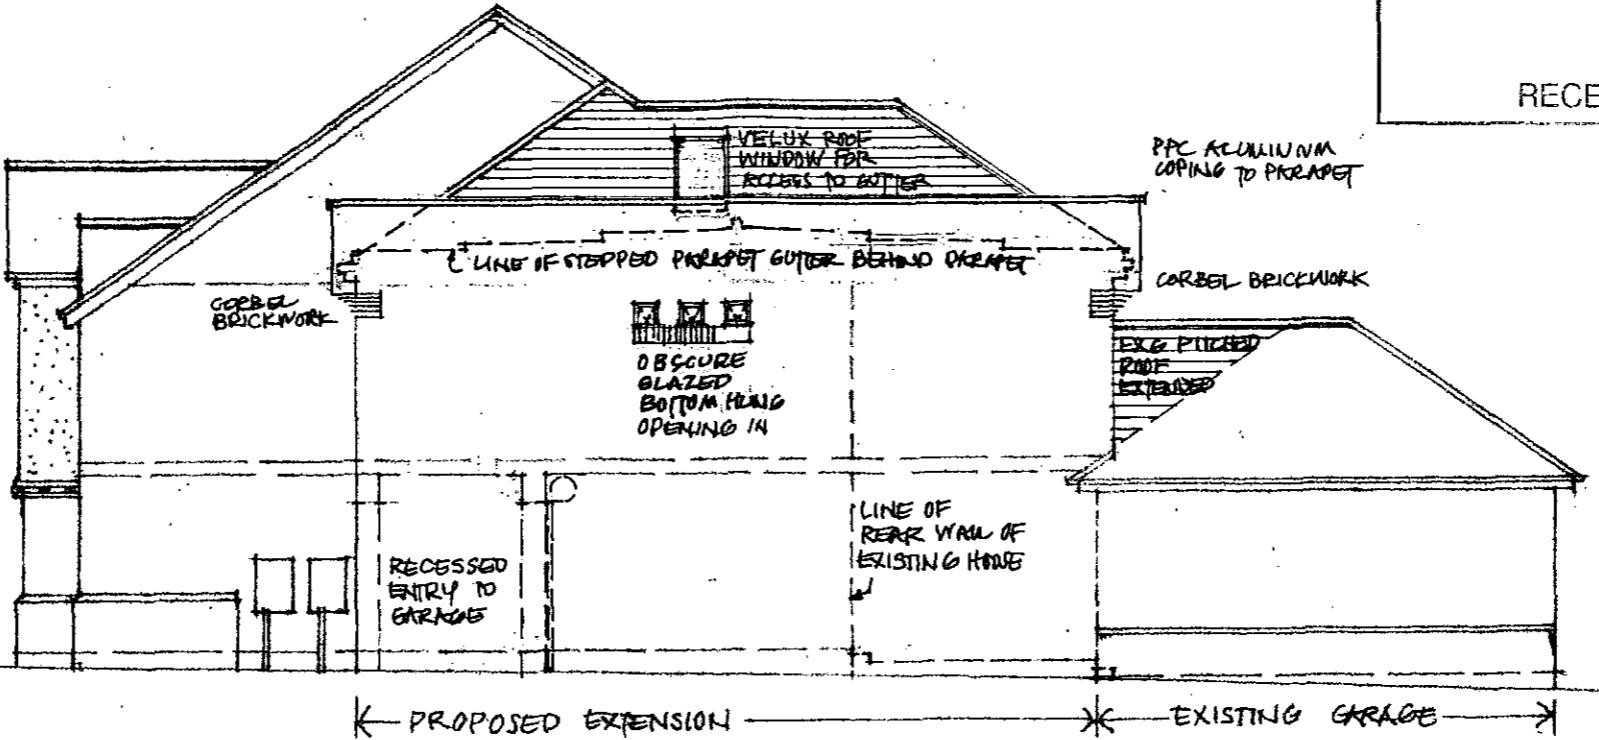 RECE
VELUX ROOF
WINDOW FOR
ACCESS TO GUTTER
PPC ALUMINIUM
COPING TO PARAPET
LINE OF STEPPED PARAPET GUTTER BEHIND PARAPET
CORBEL
BRICKWORK
CORBEL BRICKWORK
OBSCURE
GLAZED
BOTTOM HUNG
OPENING IN
EXG PITCHED
ROOF
EXTENDED
LINE OF
REAR WALL OF
EXISTING HOUSE
RECESSED
ENTRY TO
GARAGE
PROPOSED EXTENSION
EXISTING GARAGE